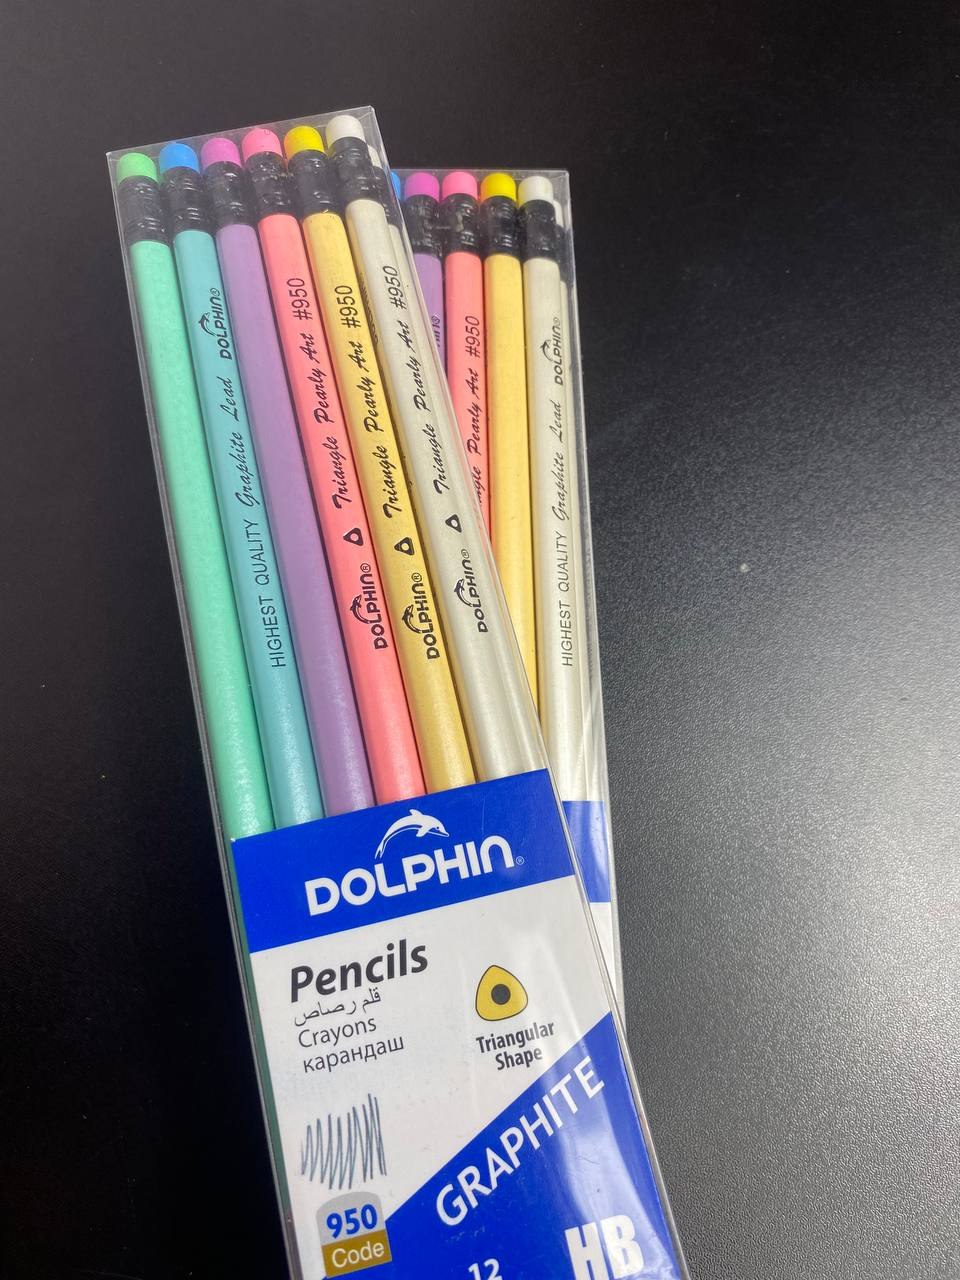 HIGHEST QUALITY Graphite Lead DOLPHIN®
DOLPHIN® Triangle Pearly Art #950
DOLPHIN® Triangle Pearly Art #950
DOLPHIN® Triangle Pearly Art #950
Pearly Art #950
HIGHEST QUALITY Graphite Lead DOLPHIN®
DOLPHIN®
Pencils
قلم رصاص
Crayons
карандаш
Triangular
Shape
GRAPHITE
950
Code
12
HB